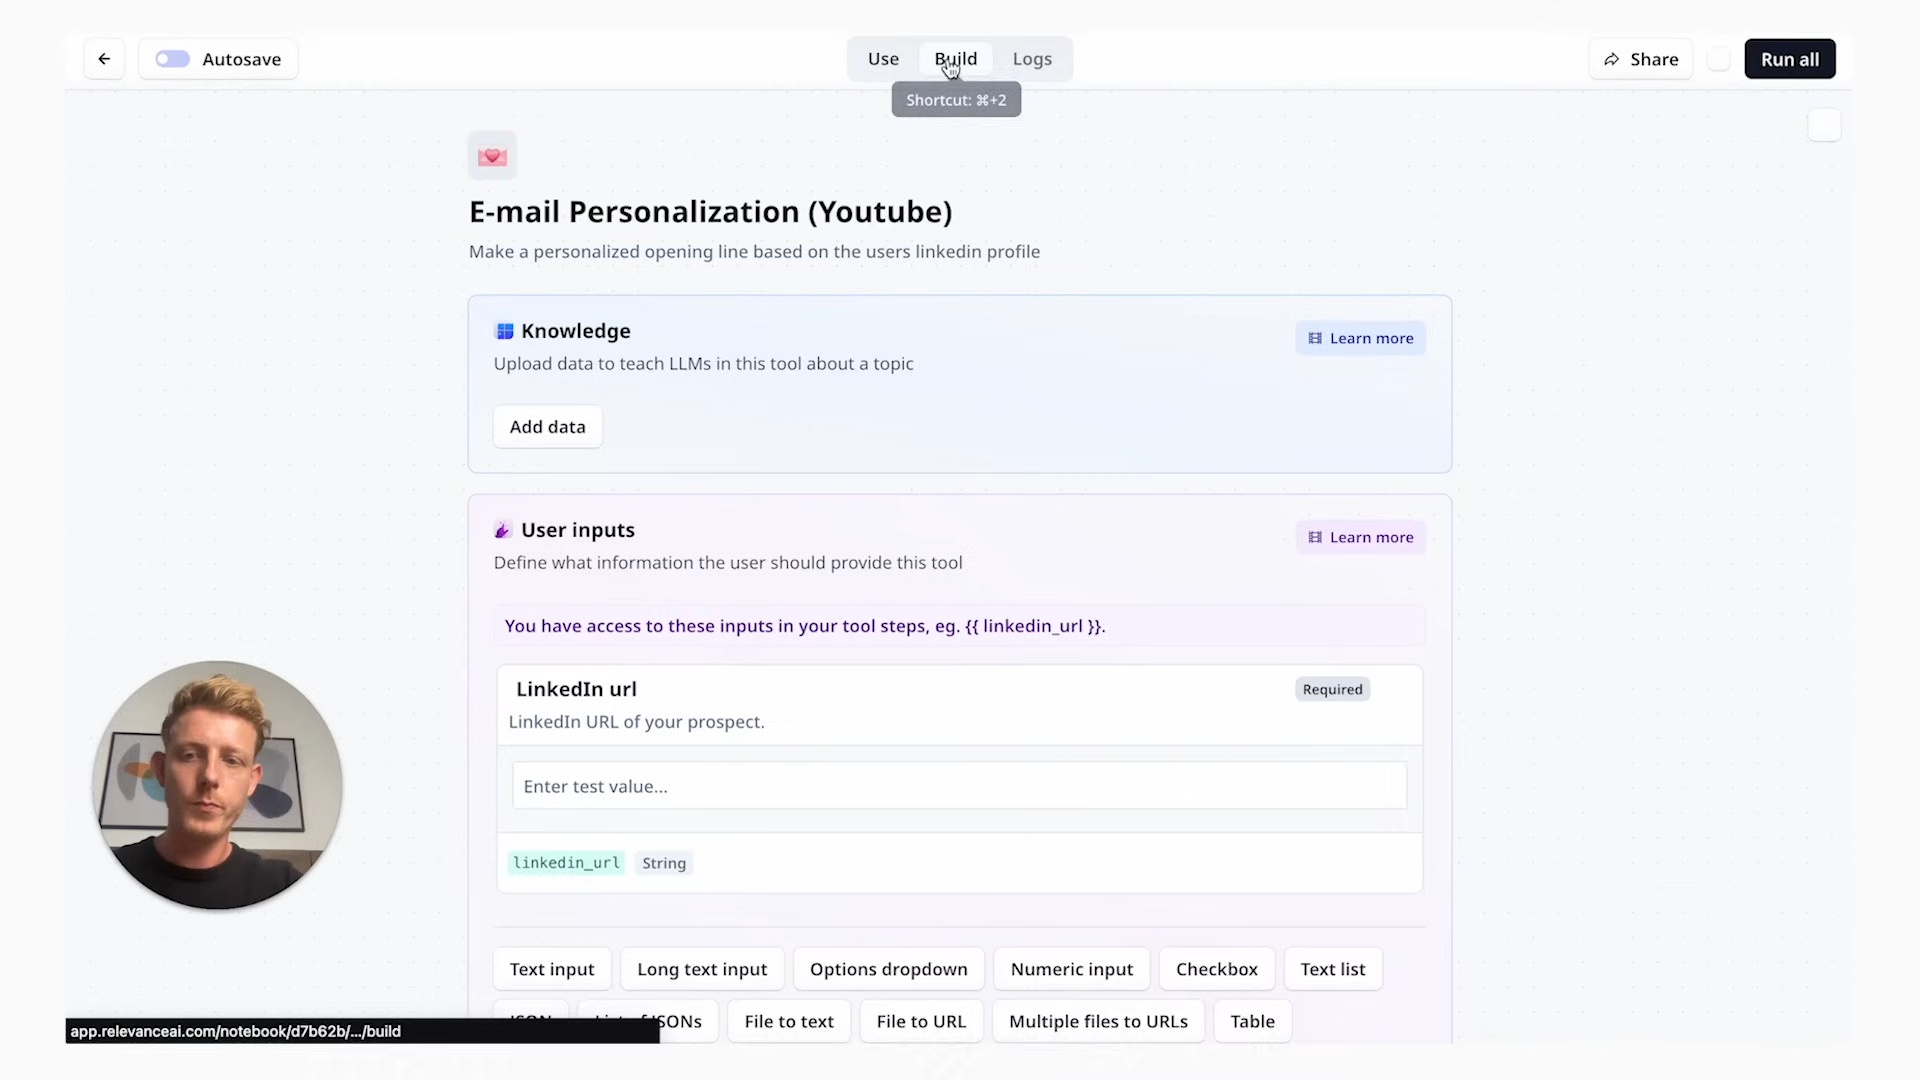 Autosave
Use
Build
Logs
Share
Run all
Shortcut: ⌘+2
E-mail Personalization (Youtube)
Make a personalized opening line based on the users linkedin profile
Knowledge
Learn more
Upload data to teach LLMs in this tool about a topic
Add data
User inputs
Learn more
Define what information the user should provide this tool
You have access to these inputs in your tool steps, eg. {{ linkedin_url }}.
LinkedIn url
Required
LinkedIn URL of your prospect.
Enter test value...
linkedin_url
String
Text input
Long text input
Options dropdown
Numeric input
Checkbox
Text list
JSON
List of JSONs
File to text
File to URL
Multiple files to URLs
Table
app.relevanceai.com/notebook/d7b62b/.../build